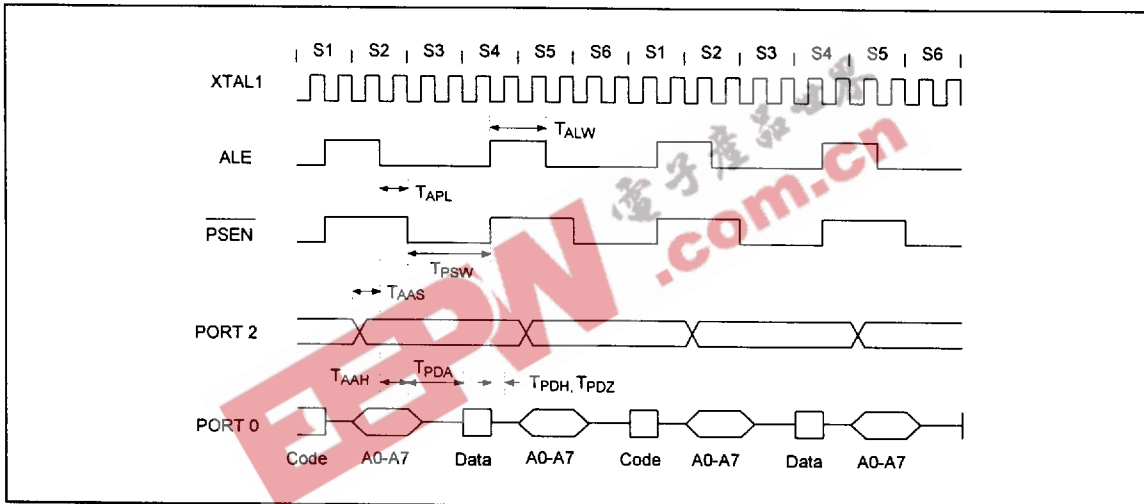 S1 S2 S3 S4 S5 S6 S1 S2 S3 S4 S5 S6
XTAL1
TALW
ALE
TAPL
PSEN
TPSW
TAAS
PORT 2
TAAH TPDA TPDH, TPDZ
PORT 0
Code A0-A7 Data A0-A7 Code A0-A7 Data A0-A7
EEPW
.com.cn
電子產品世界